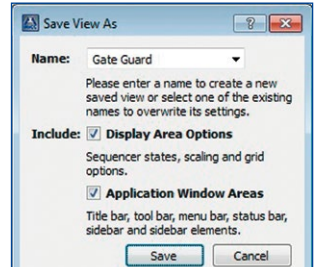 Save View As
Name: Gate Guard
Please enter a name to create a new
saved view or select one of the existing
names to overwrite its settings.
Include: Display Area Options
Sequencer states, scaling and grid
options.
Application Window Areas
Title bar, tool bar, menu bar, status bar,
sidebar and sidebar elements.
Save Cancel